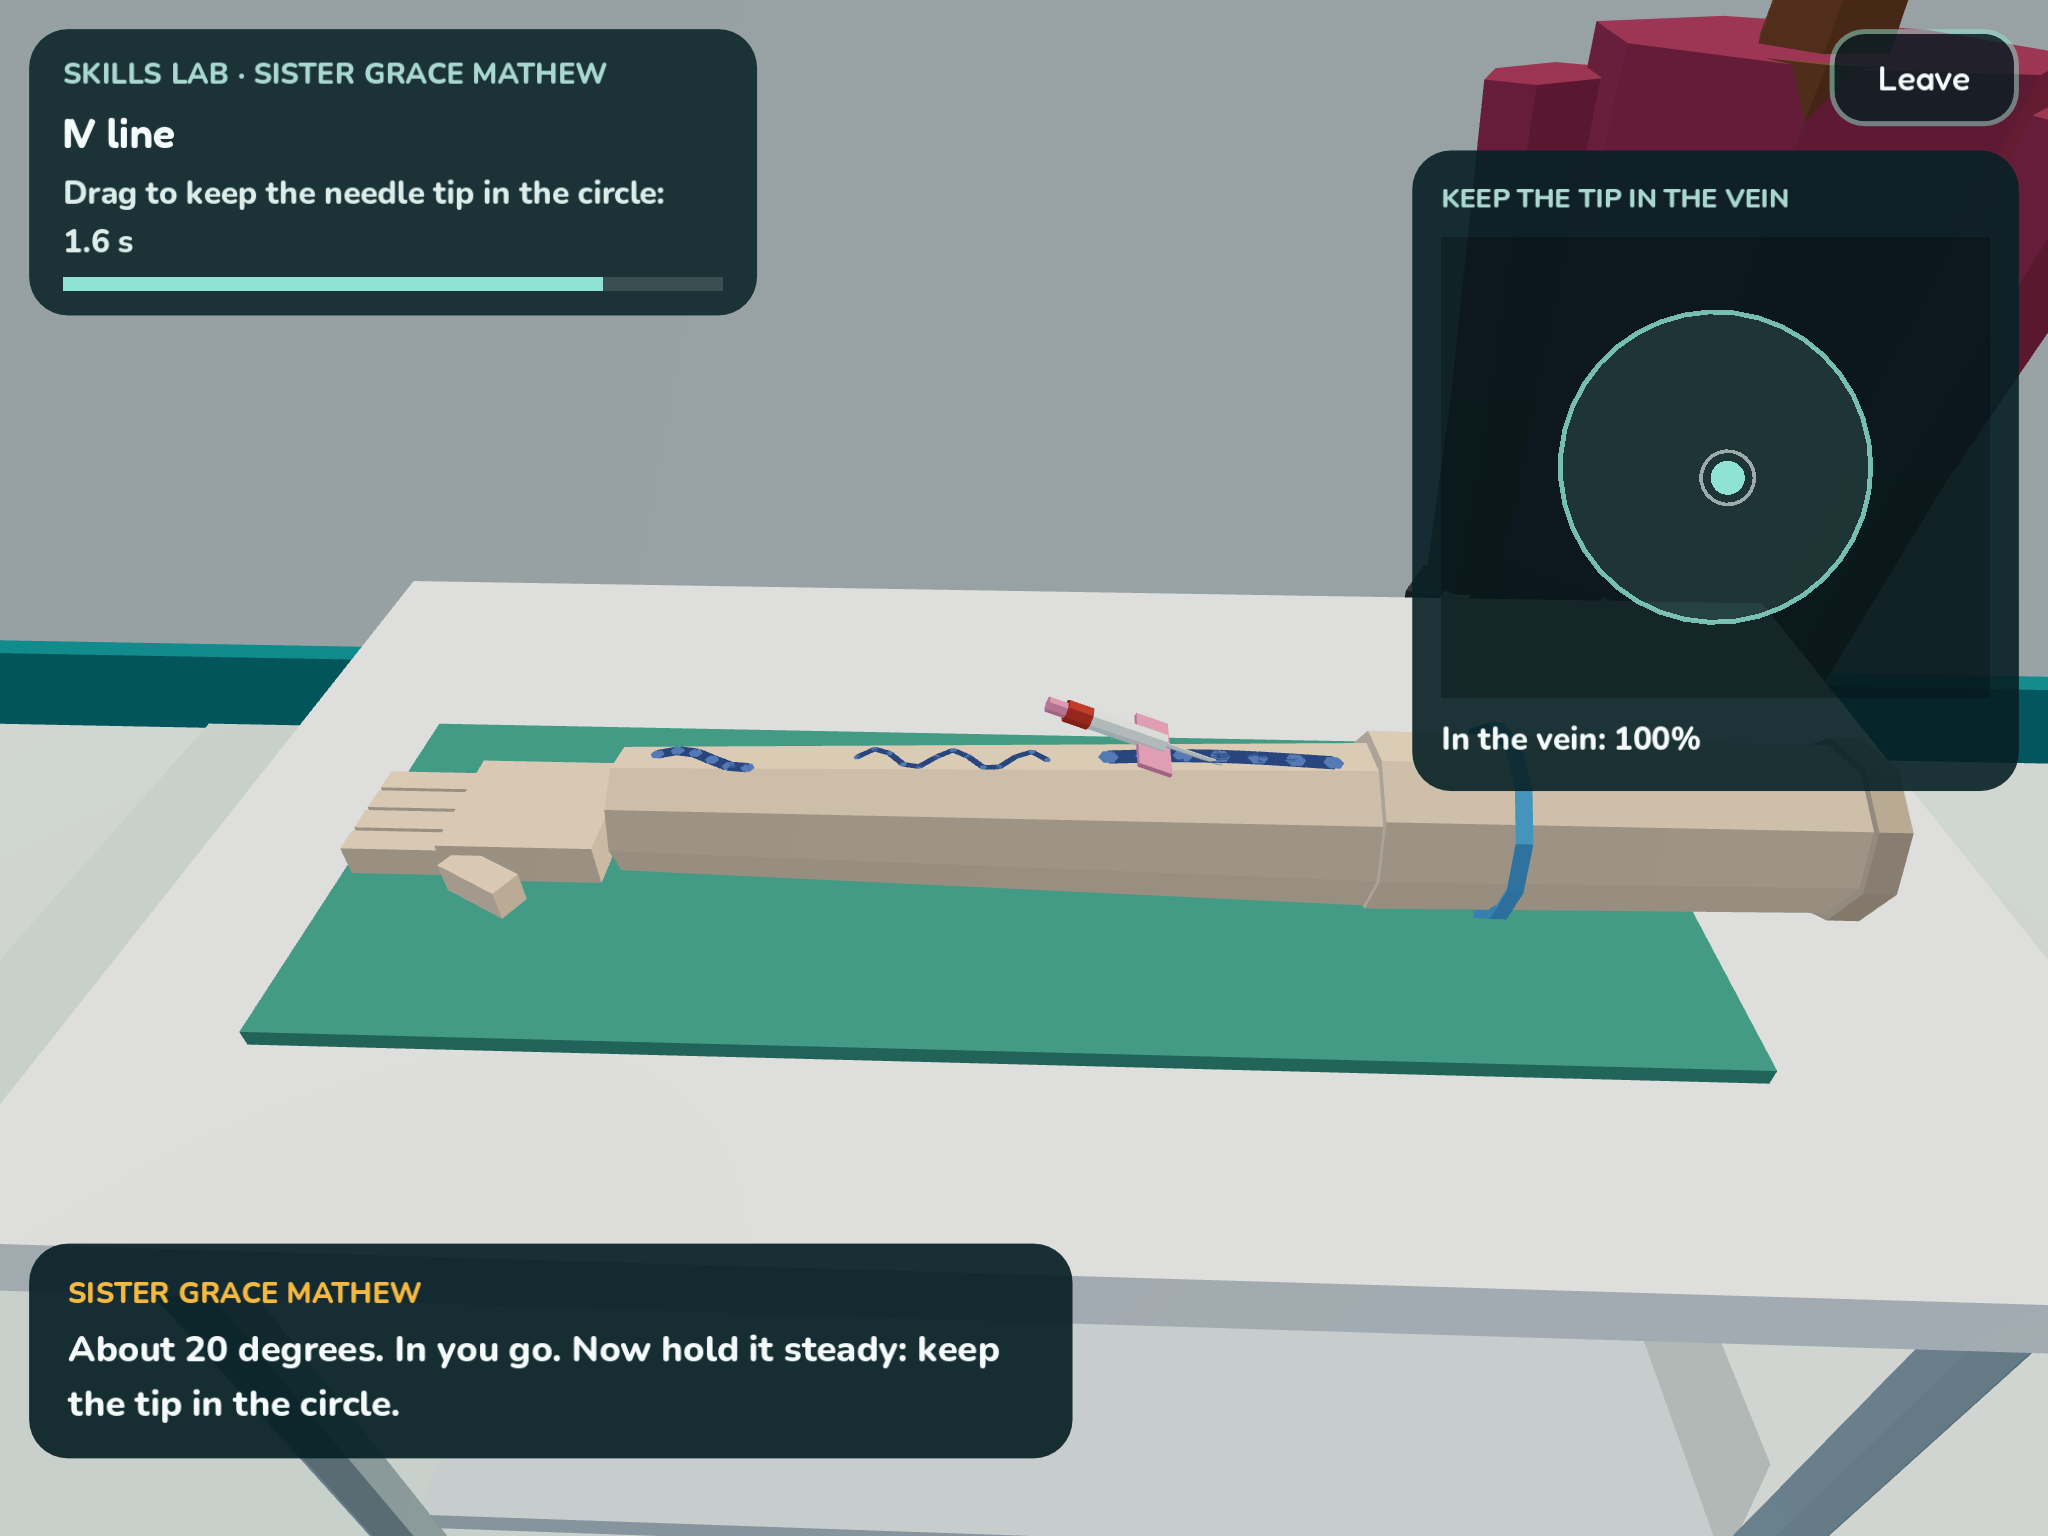 SKILLS LAB · SISTER GRACE MATHEW
IV line
Drag to keep the needle tip in the circle:
1.6 s
Leave
KEEP THE TIP IN THE VEIN
In the vein: 100%
SISTER GRACE MATHEW
About 20 degrees. In you go. Now hold it steady: keep
the tip in the circle.